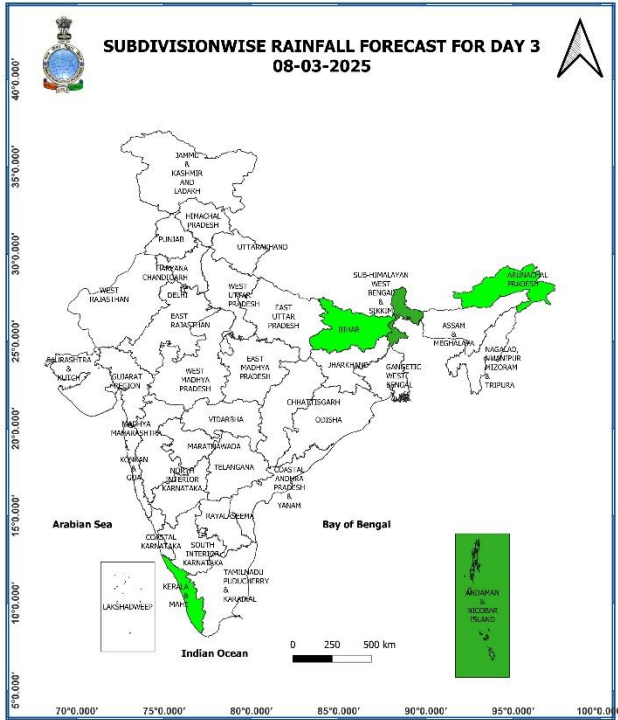 SUBDIVISIONWISE RAINFALL FORECAST FOR DAY 3
08-03-2025
40°0.000'
35°0.000'
30°0.000'
25°0.000'
20°0.000'
15°0.000'
10°0.000'
5°0.000'
JAMMU
&
KASHMIR
AND
LADAKH
HIMACHAL
PRADESH
PUNJAB
UTTARAKHAND
HARYANA
CHANDIGARH
&
DELHI
WEST
RAJASTHAN
WEST
UTTAR
PRADESH
EAST
RAJASTHAN
EAST
UTTAR
PRADESH
SUB-HIMALAYAN
WEST
BENGAL
&
SIKKIM
ARUNACHAL
PRADESH
BIHAR
ASSAM
&
MEGHALAYA
NAGALAD,
MANIPUR
MIZORAM
&
TRIPURA
SAURASHTRA
&
KUTCH
GUJARAT
REGION
WEST
MADHYA
PRADESH
EAST
MADHYA
PRADESH
JHARKHAND
GANGETIC
WEST
BENGAL
CHHATISGARH
ODISHA
VIDARBHA
MADHYA
MAHARASHTRA
MARATHAWADA
KONKAN
&
GOA
NORTH
INTERIOR
KARNATAKA
TELANGANA
COASTAL
ANDHRA
PRADESH
&
YANAM
RAYALASEEMA
Arabian Sea
Bay of Bengal
COASTAL
KARNATAKA
SOUTH
INTERIOR
KARNATAKA
TAMILNADU
PUDUCHERRY
&
KARAIKAL
KERALA
&
MAHE
LAKSHADWEEP
ANDAMAN
&
NICOBAR
ISLAND
0 250 500 km
Indian Ocean
70°0.000' 75°0.000' 80°0.000' 85°0.000' 90°0.000' 95°0.000' 100°0.000'